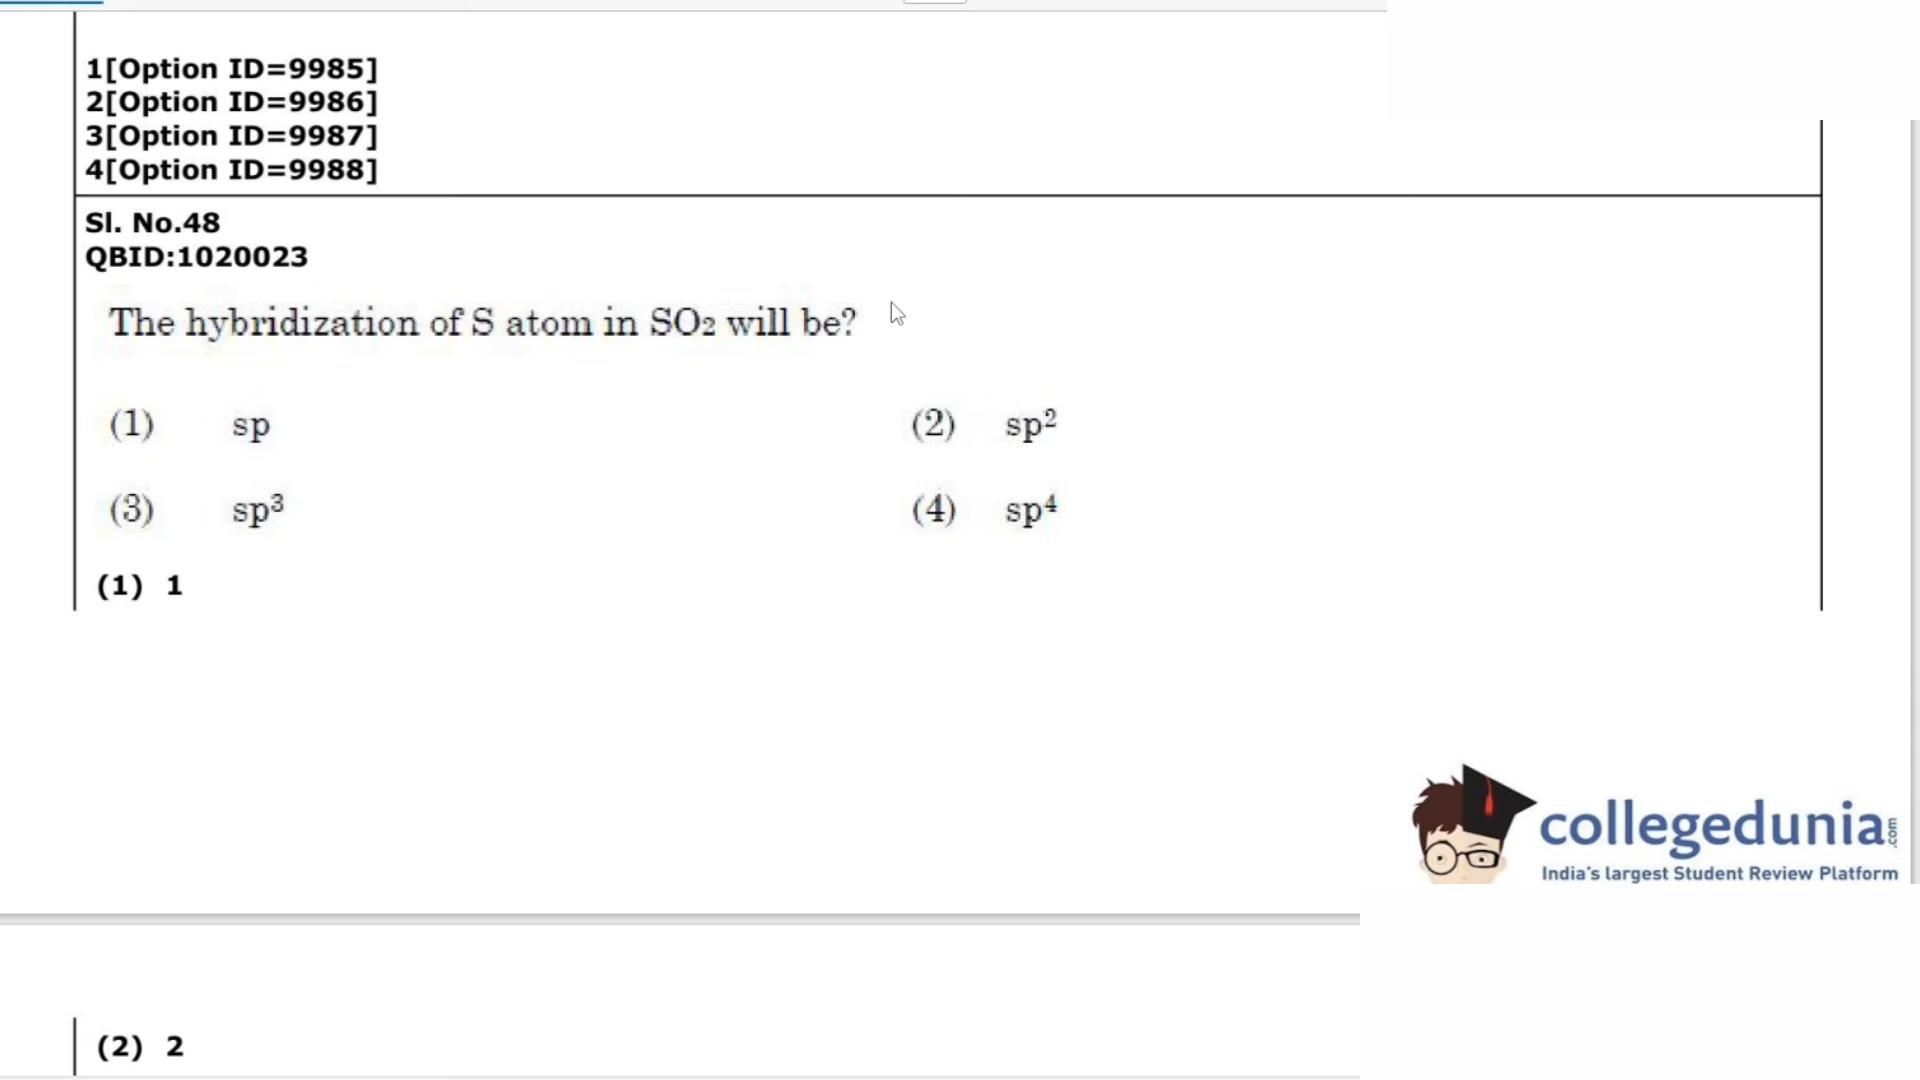 1[Option ID=9985]
2[Option ID=9986]
3[Option ID=9987]
4[Option ID=9988]
Sl. No.48
QBID:1020023
The hybridization of S atom in SO₂ will be?
(1) sp (2) sp²
(3) sp³ (4) sp⁴
(1) 1
collegedunia.com
India's largest Student Review Platform
(2) 2